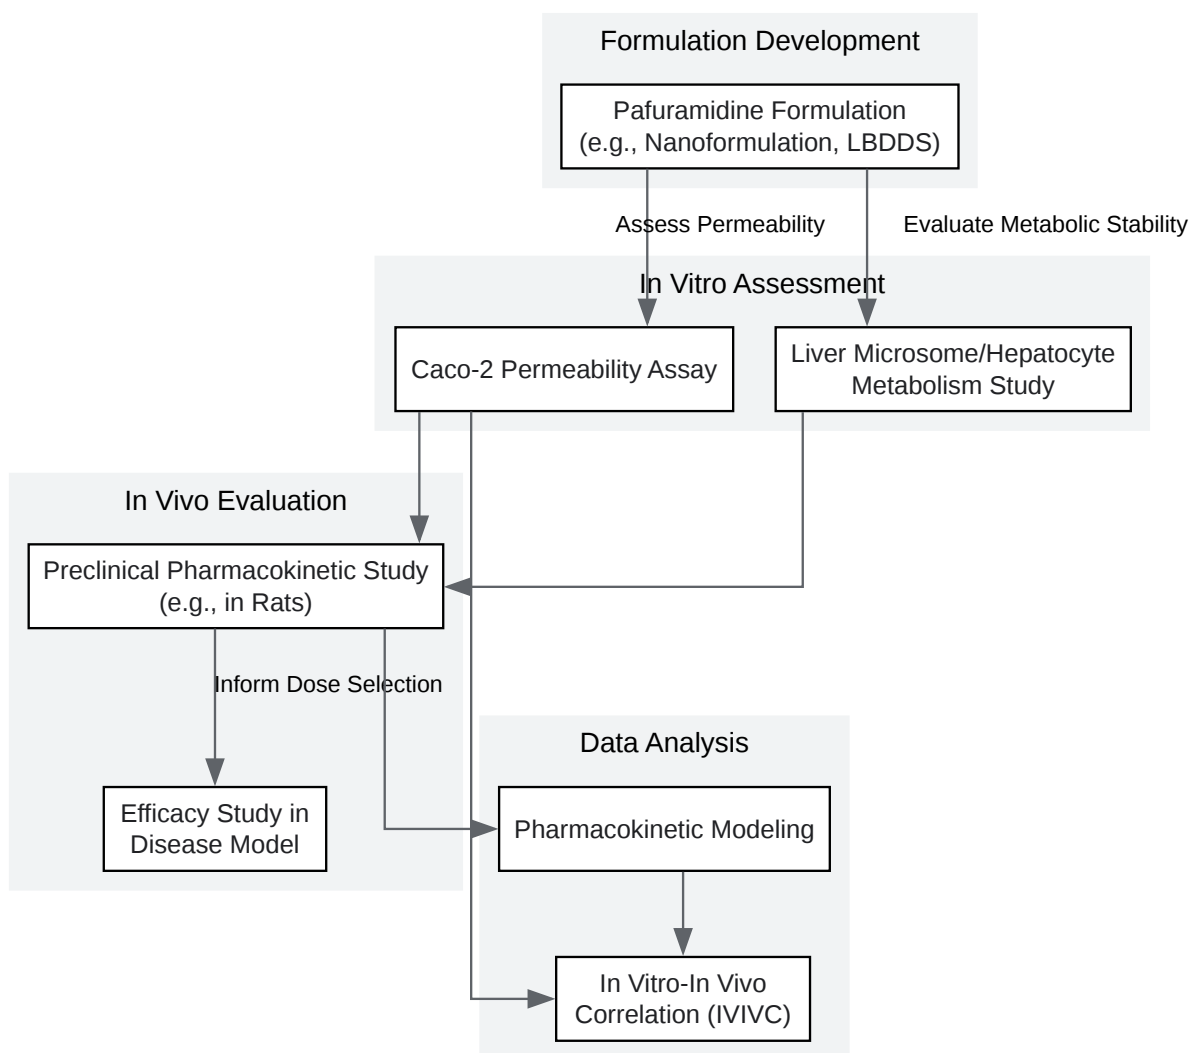 Formulation Development
Pafuramidine Formulation
(e.g., Nanoformulation, LBDDS)
Assess Permeability
Evaluate Metabolic Stability
In Vitro Assessment
Caco-2 Permeability Assay
Liver Microsome/Hepatocyte
Metabolism Study
In Vivo Evaluation
Preclinical Pharmacokinetic Study
(e.g., in Rats)
Inform Dose Selection
Efficacy Study in
Disease Model
Data Analysis
Pharmacokinetic Modeling
In Vitro-In Vivo
Correlation (IVIVC)